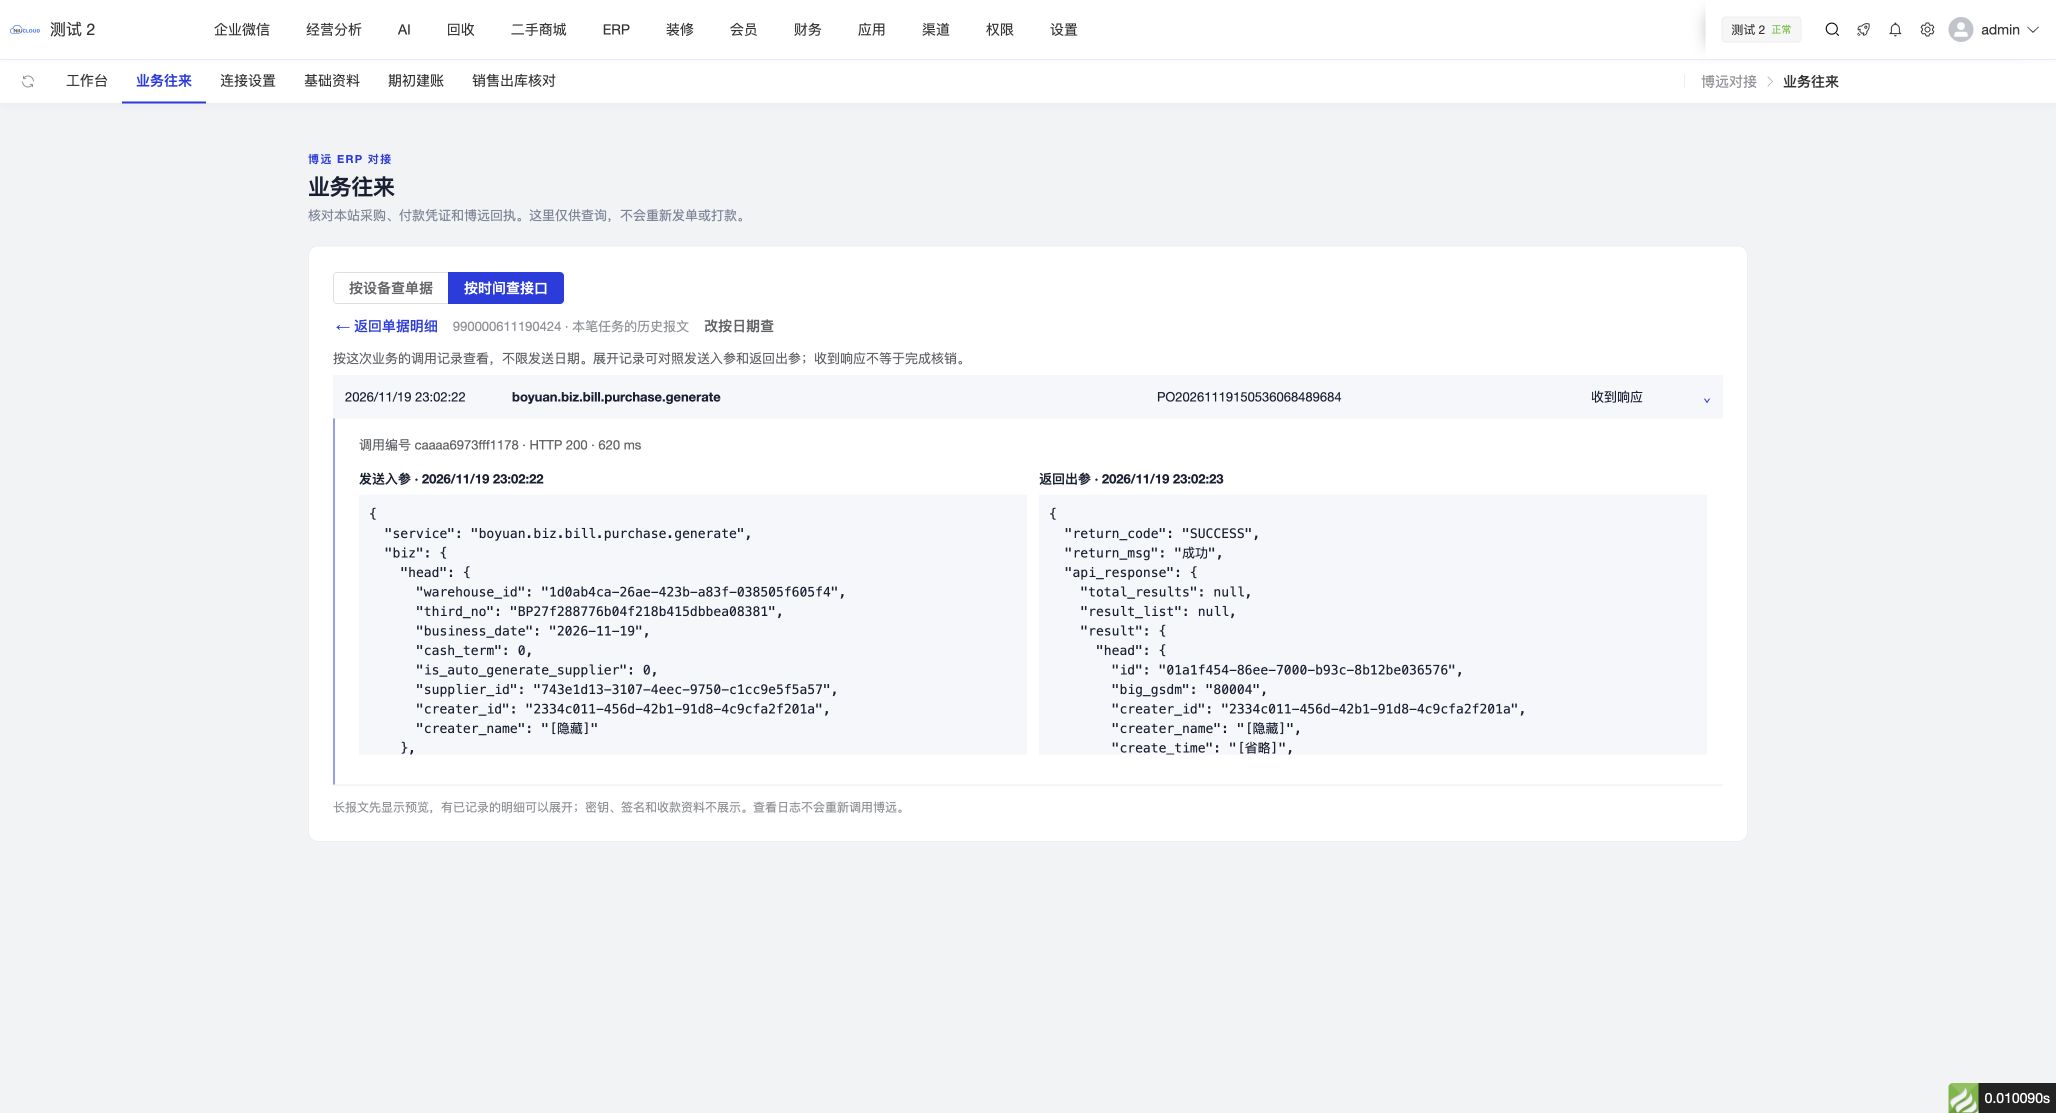 NIUCLOUD 测试 2 企业微信 经营分析 AI 回收 二手商城 ERP 装修 会员 财务 应用 渠道 权限 设置 测试 2 正常 admin
工作台 业务往来 连接设置 基础资料 期初建账 销售出库核对 博远对接 > 业务往来
博远 ERP 对接
业务往来
核对本站采购、付款凭证和博远回执。这里仅供查询，不会重新发单或打款。
按设备查单据 按时间查接口
← 返回单据明细 990000611190424 · 本笔任务的历史报文 改按日期查
按这次业务的调用记录查看，不限发送日期。展开记录可对照发送入参和返回出参；收到响应不等于完成核销。
2026/11/19 23:02:22 boyuan.biz.bill.purchase.generate PO20261119150536068489684 收到响应
调用编号 caaaa6973fff1178 · HTTP 200 · 620 ms
发送入参 · 2026/11/19 23:02:22
{
"service": "boyuan.biz.bill.purchase.generate",
"biz": {
"head": {
"warehouse_id": "1d0ab4ca-26ae-423b-a83f-038505f605f4",
"third_no": "BP27f288776b04f218b415dbbea08381",
"business_date": "2026-11-19",
"cash_term": 0,
"is_auto_generate_supplier": 0,
"supplier_id": "743e1d13-3107-4eec-9750-c1cc9e5f5a57",
"creater_id": "2334c011-456d-42b1-91d8-4c9cfa2f201a",
"creater_name": "[隐藏]"
},
返回出参 · 2026/11/19 23:02:23
{
"return_code": "SUCCESS",
"return_msg": "成功",
"api_response": {
"total_results": null,
"result_list": null,
"result": {
"head": {
"id": "01a1f454-86ee-7000-b93c-8b12be036576",
"big_gsdm": "80004",
"creater_id": "2334c011-456d-42b1-91d8-4c9cfa2f201a",
"creater_name": "[隐藏]",
"create_time": "[省略]",
长报文先显示预览，有已记录的明细可以展开；密钥、签名和收款资料不展示。查看日志不会重新调用博远。
0.010090s